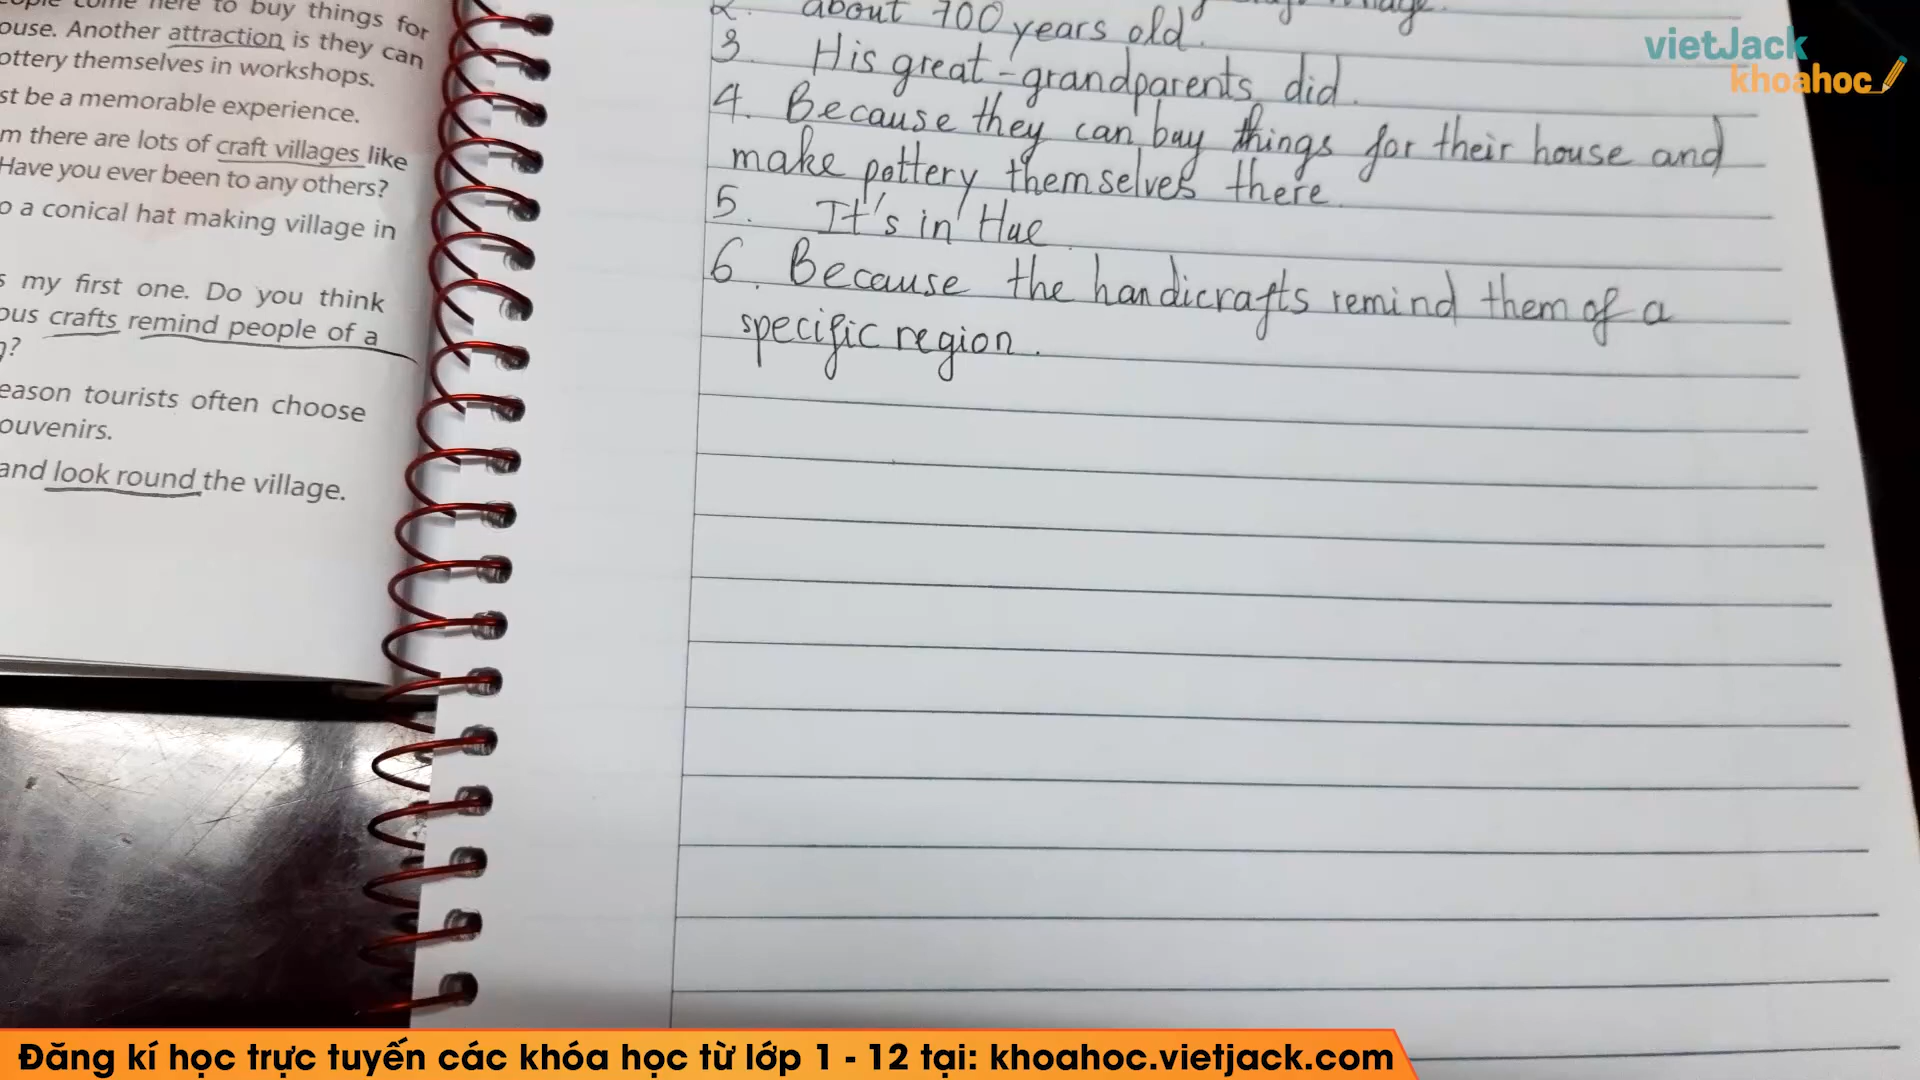 come here to buy things for
ouse. Another attraction is they can
ottery themselves in workshops.
st be a memorable experience.
m there are lots of craft villages like
Have you ever been to any others?
o a conical hat making village in
s my first one. Do you think
ous crafts remind people of a
?
eason tourists often choose
ouvenirs.
and look round the village.
2. about 700 years old.
3. His great-grandparents did.
4. Because they can buy things for their house and
make pottery themselves there.
5. It's in Hue.
6. Because the handicrafts remind them of a
specific region.
vietJack
khoahoc
Đăng kí học trực tuyến các khóa học từ lớp 1 - 12 tại: khoahoc.vietjack.com